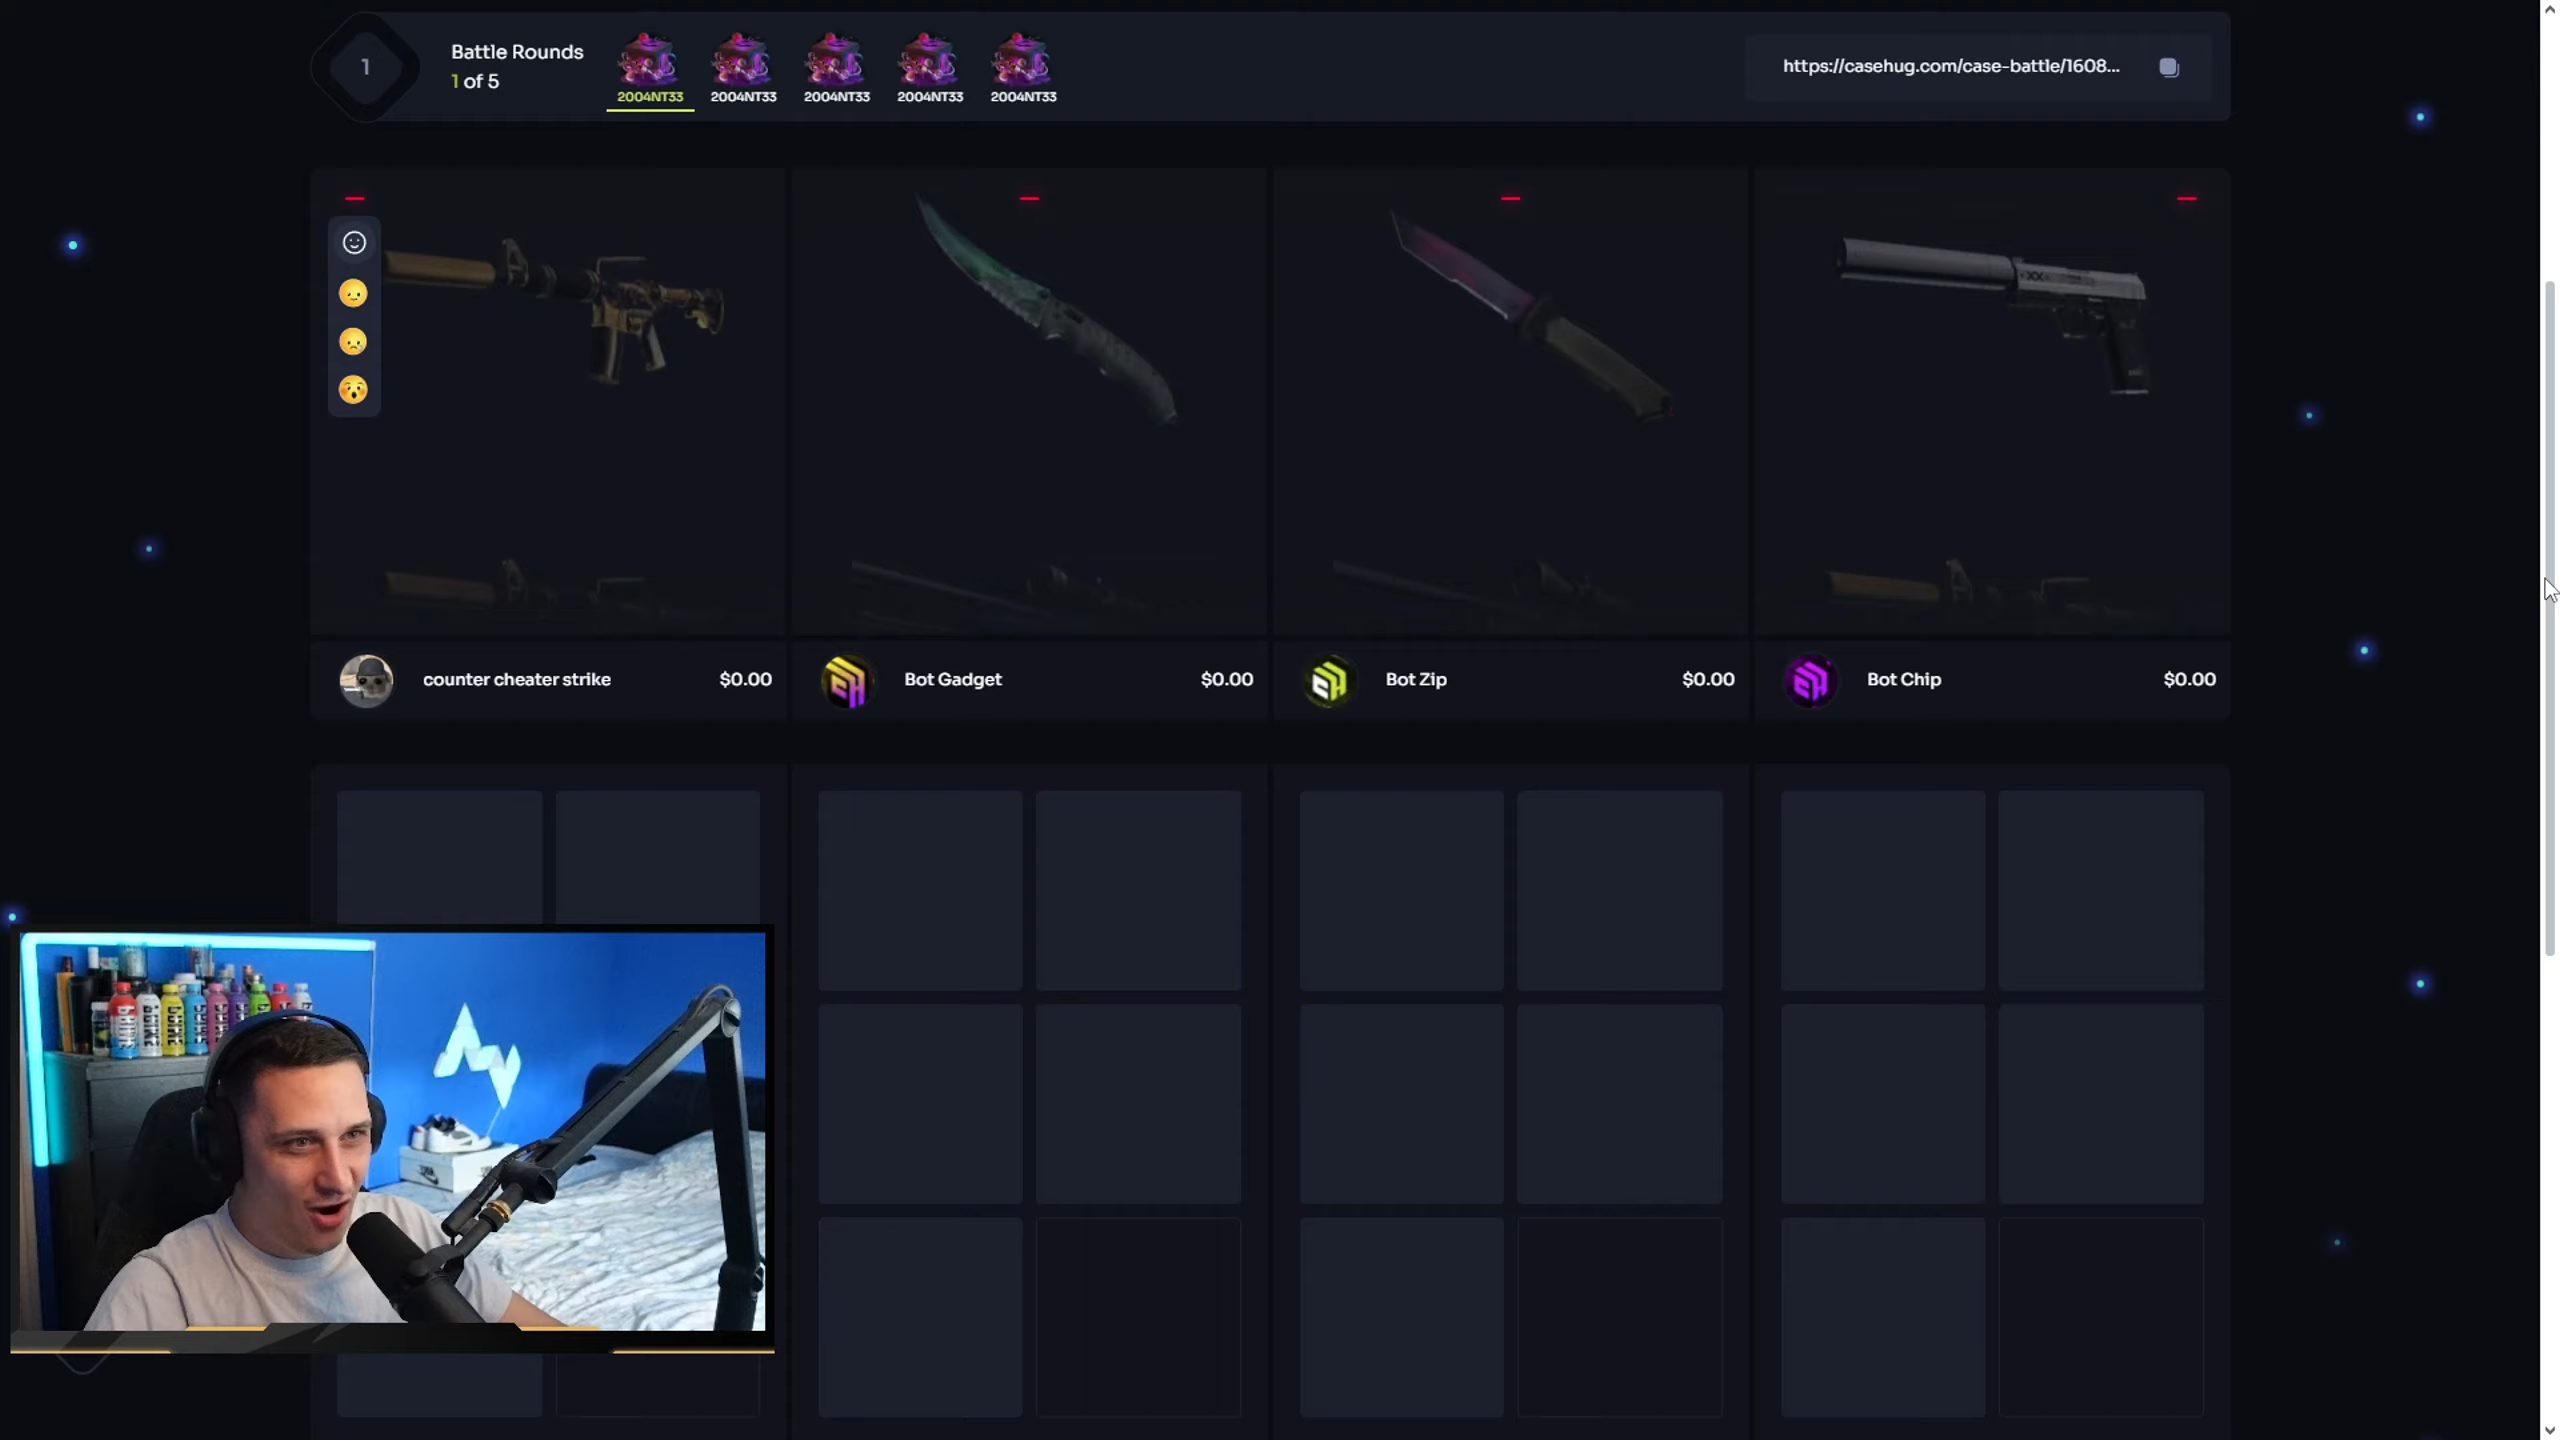 1
Battle Rounds
1 of 5
2004NT33
2004NT33
2004NT33
2004NT33
2004NT33
https://casehug.com/case-battle/1608...
counter cheater strike
$0.00
Bot Gadget
$0.00
Bot Zip
$0.00
Bot Chip
$0.00